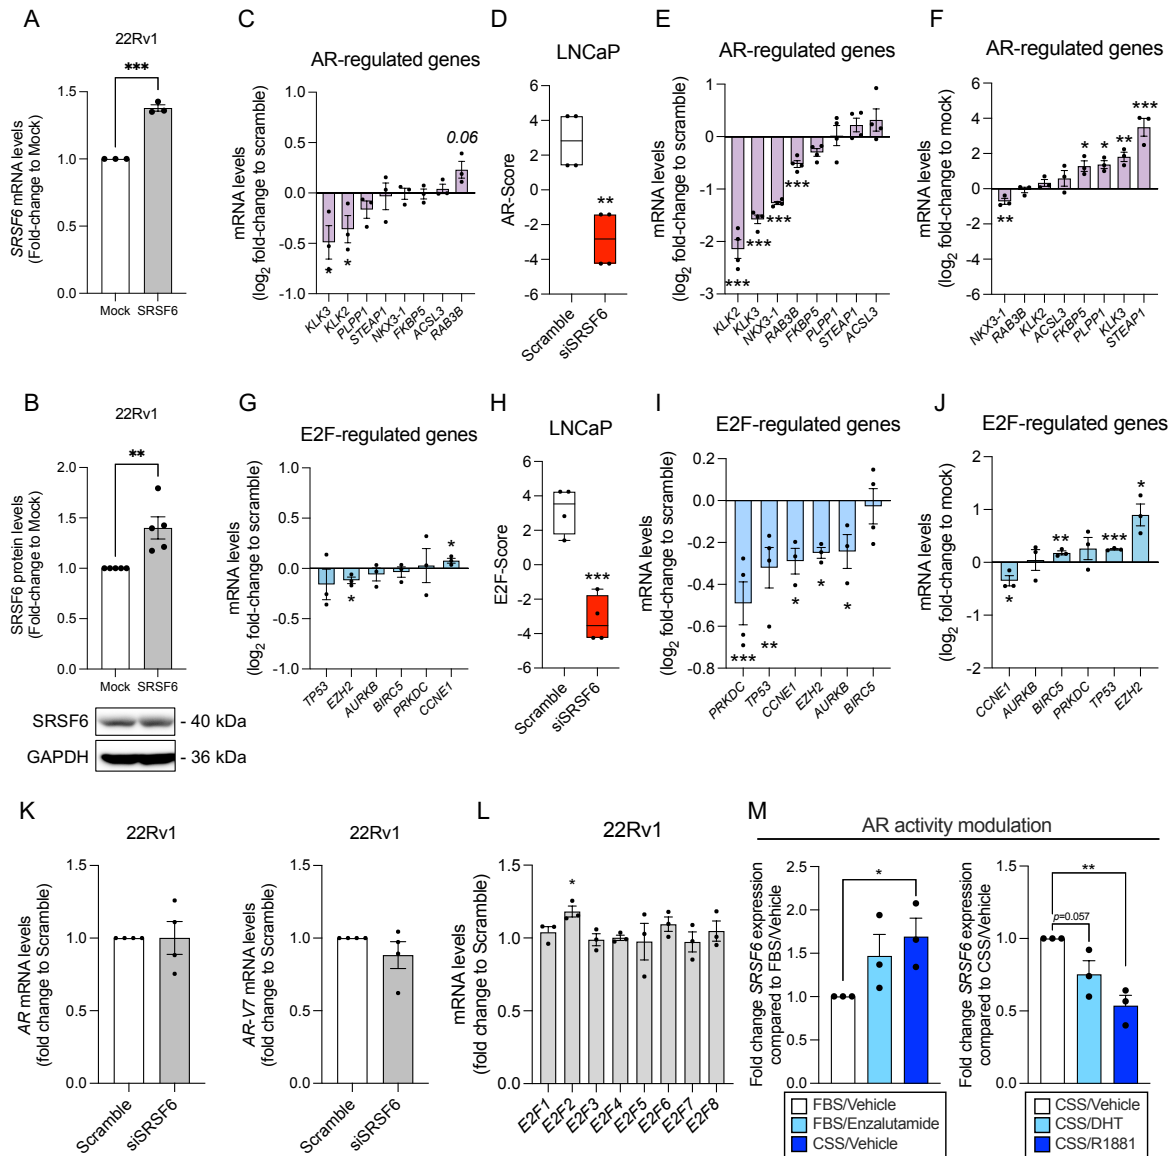 A
22Rv1
***
SRSF6 mRNA levels
(Fold-change to Mock)
1.5
1.0
0.5
0.0
Mock SRSF6
C
AR-regulated genes
mRNA levels
(log2 fold-change to scramble)
1.0
0.5
0.0
-0.5
-1.0
0.06
*
*
KLK3
KLK2
PLPP1
STEAP1
NKX3-1
FKBP5
ACSL3
RAB3B
D
LNCaP
AR-Score
6
4
2
0
-2
-4
-6
**
Scramble
siSRSF6
E
AR-regulated genes
mRNA levels
(log2 fold-change to scramble)
1
0
-1
-2
-3
***
***
***
***
KLK2
KLK3
NKX3-1
RAB3B
FKBP5
PLPP1
STEAP1
ACSL3
F
AR-regulated genes
mRNA levels
(log2 fold-change to mock)
6
4
2
0
-2
-4
-6
**
*
*
**
***
NKX3-1
RAB3B
KLK2
ACSL3
FKBP5
PLPP1
KLK3
STEAP1
B
22Rv1
**
SRSF6 protein levels
(Fold-change to Mock)
2.0
1.5
1.0
0.5
0.0
Mock SRSF6
SRSF6 - 40 kDa
GAPDH - 36 kDa
G
E2F-regulated genes
mRNA levels
(log2 fold-change to scramble)
1.0
0.5
0.0
-0.5
-1.0
*
*
TP53
EZH2
AURKB
BIRC5
PRKDC
CCNE1
H
LNCaP
E2F-Score
6
4
2
0
-2
-4
-6
***
Scramble
siSRSF6
I
E2F-regulated genes
mRNA levels
(log2 fold-change to scramble)
0.2
-0.0
-0.2
-0.4
-0.6
-0.8
***
**
*
*
*
PRKDC
TP53
CCNE1
EZH2
AURKB
BIRC5
J
E2F-regulated genes
mRNA levels
(log2 fold-change to mock)
2
1
0
-1
-2
*
**
***
*
CCNE1
AURKB
BIRC5
PRKDC
TP53
EZH2
K
22Rv1
AR mRNA levels
(fold change to Scramble)
1.5
1.0
0.5
0.0
Scramble
siSRSF6
22Rv1
AR-V7 mRNA levels
(fold change to Scramble)
1.5
1.0
0.5
0.0
Scramble
siSRSF6
L
22Rv1
mRNA levels
(fold change to Scramble)
1.5
1.0
0.5
0.0
*
E2F1
E2F2
E2F3
E2F4
E2F5
E2F6
E2F7
E2F8
M
AR activity modulation
Fold change SRSF6 expression
compared to FBS/Vehicle
2.5
2.0
1.5
1.0
0.5
0.0
*
FBS/Vehicle
FBS/Enzalutamide
CSS/Vehicle
Fold change SRSF6 expression
compared to CSS/Vehicle
1.5
1.0
0.5
0.0
**
p=0.057
CSS/Vehicle
CSS/DHT
CSS/R1881